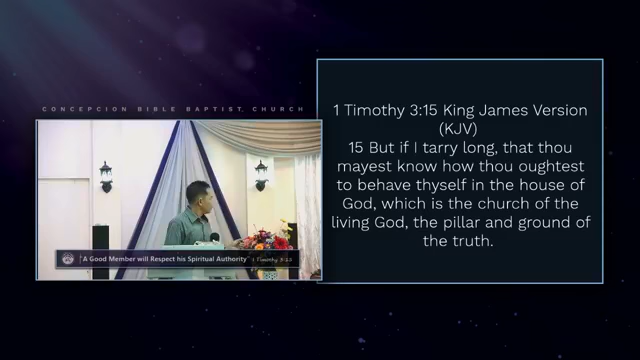 CONCEPCION BIBLE BAPTIST CHURCH
"A Good Member will Respect his Spiritual Authority" 1 Timothy 3:15
1 Timothy 3:15 King James Version
(KJV)
15 But if I tarry long, that thou
mayest know how thou oughtest
to behave thyself in the house of
God, which is the church of the
living God, the pillar and ground of
the truth.